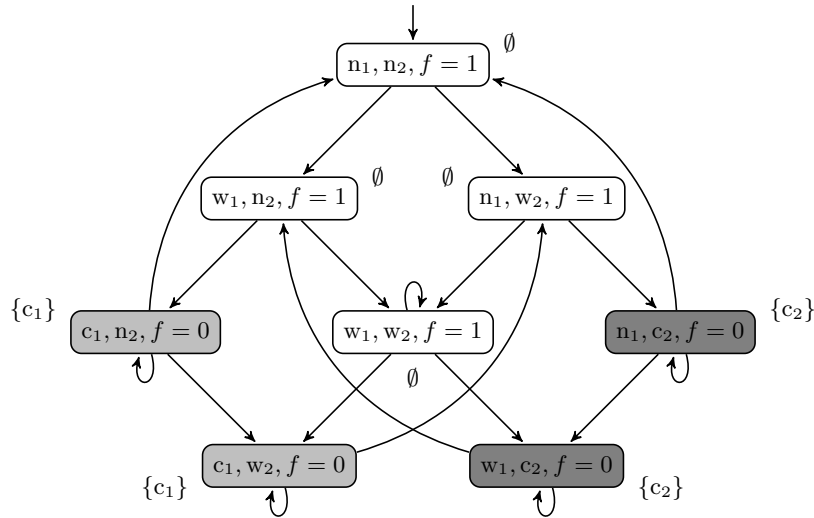 n₁, n₂, f = 1
∅
w₁, n₂, f = 1
∅
∅
n₁, w₂, f = 1
{c₁}
c₁, n₂, f = 0
w₁, w₂, f = 1
n₁, c₂, f = 0
{c₂}
∅
c₁, w₂, f = 0
w₁, c₂, f = 0
{c₁}
{c₂}